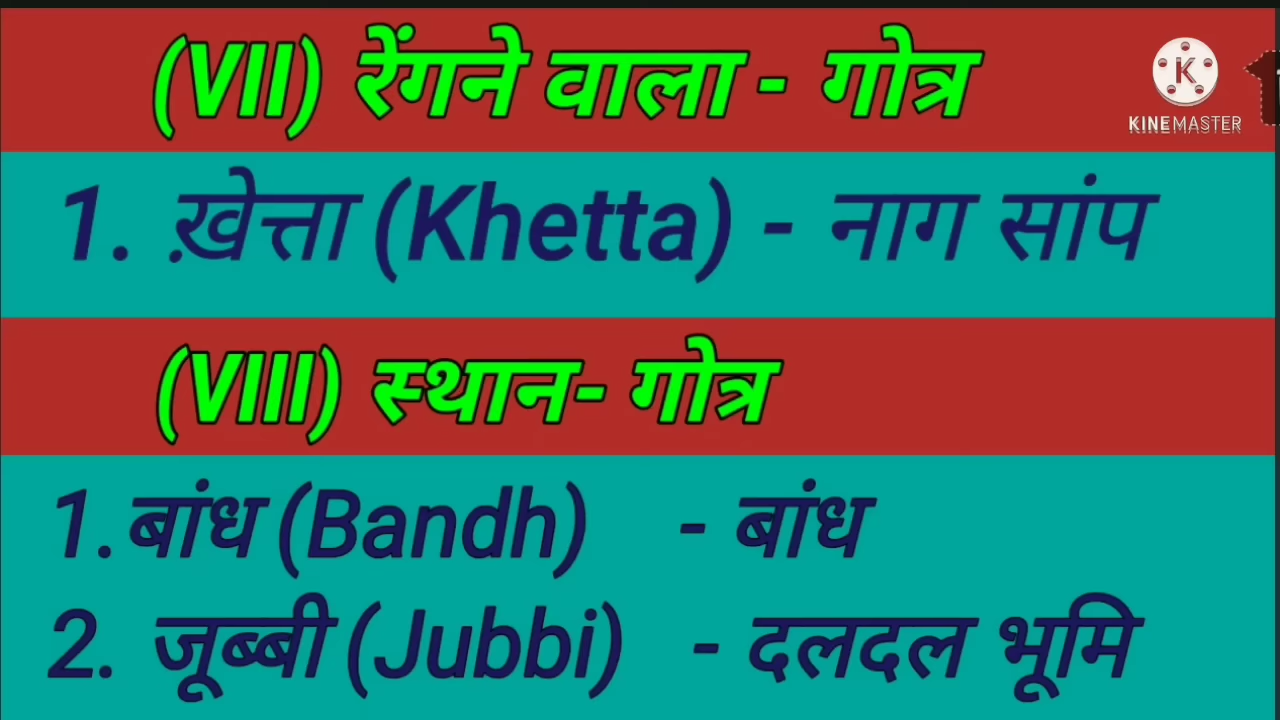 (VII) रेंगने वाला - गोत्र
KINEMASTER
1. ख़ेत्ता (Khetta) - नाग सांप
(VIII) स्थान- गोत्र
1. बांध (Bandh) - बांध
2. जूब्बी (Jubbi) - दलदल भूमि